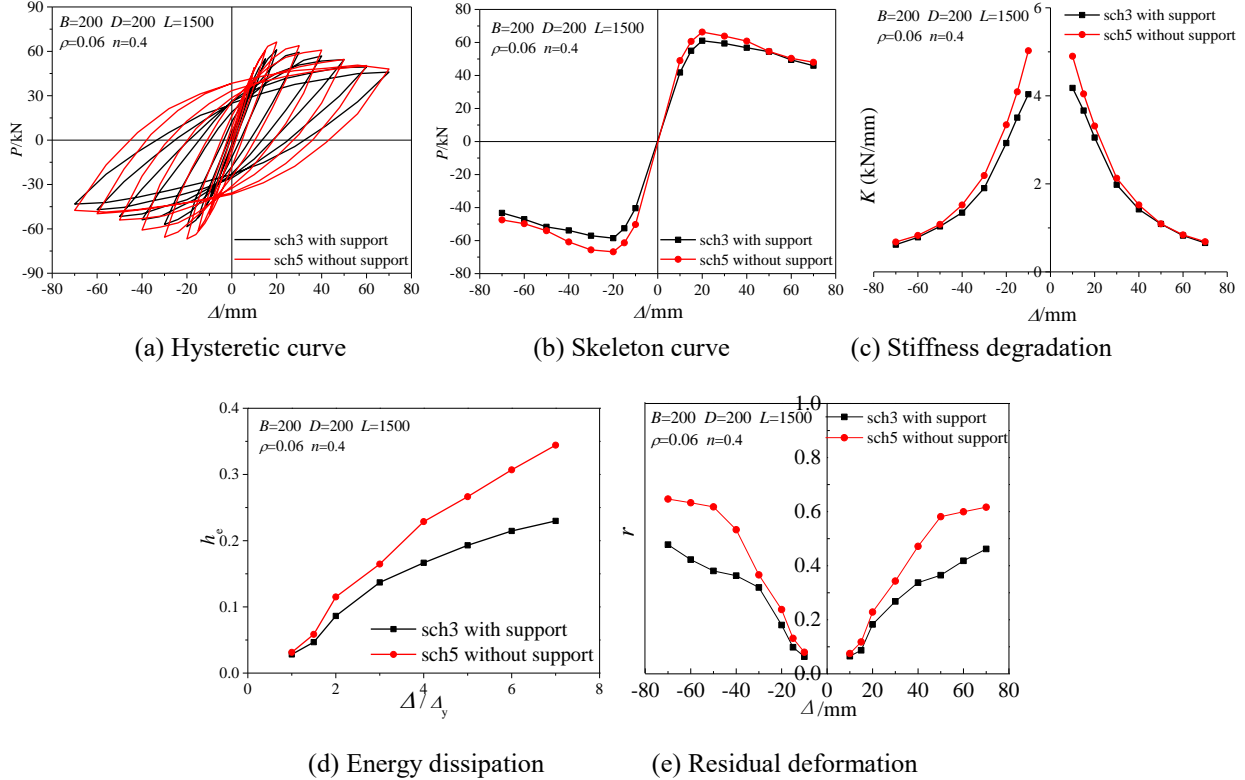 B=200 D=200 L=1500
ρ=0.06 n=0.4
P/kN
90
60
30
0
-30
-60
-90
sch3 with support
sch5 without support
-80 -60 -40 -20 0 20 40 60 80
Δ/mm
(a) Hysteretic curve
B=200 D=200 L=1500
ρ=0.06 n=0.4
P/kN
80
60
40
20
0
-20
-40
-60
-80
sch3 with support
sch5 without support
-80 -60 -40 -20 0 20 40 60 80
Δ/mm
(b) Skeleton curve
B=200 D=200 L=1500
ρ=0.06 n=0.4
sch3 with support
sch5 without support
K (kN/mm)
6
4
2
0
-80 -60 -40 -20
20 40 60 80
Δ/mm
(c) Stiffness degradation
B=200 D=200 L=1500
ρ=0.06 n=0.4
h
e
0.4
0.3
0.2
0.1
0.0
sch3 with support
sch5 without support
0 2 4 6 8
Δ/Δy
(d) Energy dissipation
B=200 D=200 L=1500
ρ=0.06 n=0.4
sch3 with support
sch5 without support
r
1.0
0.8
0.6
0.4
0.2
0.0
-80 -60 -40 -20
20 40 60 80
Δ/mm
(e) Residual deformation